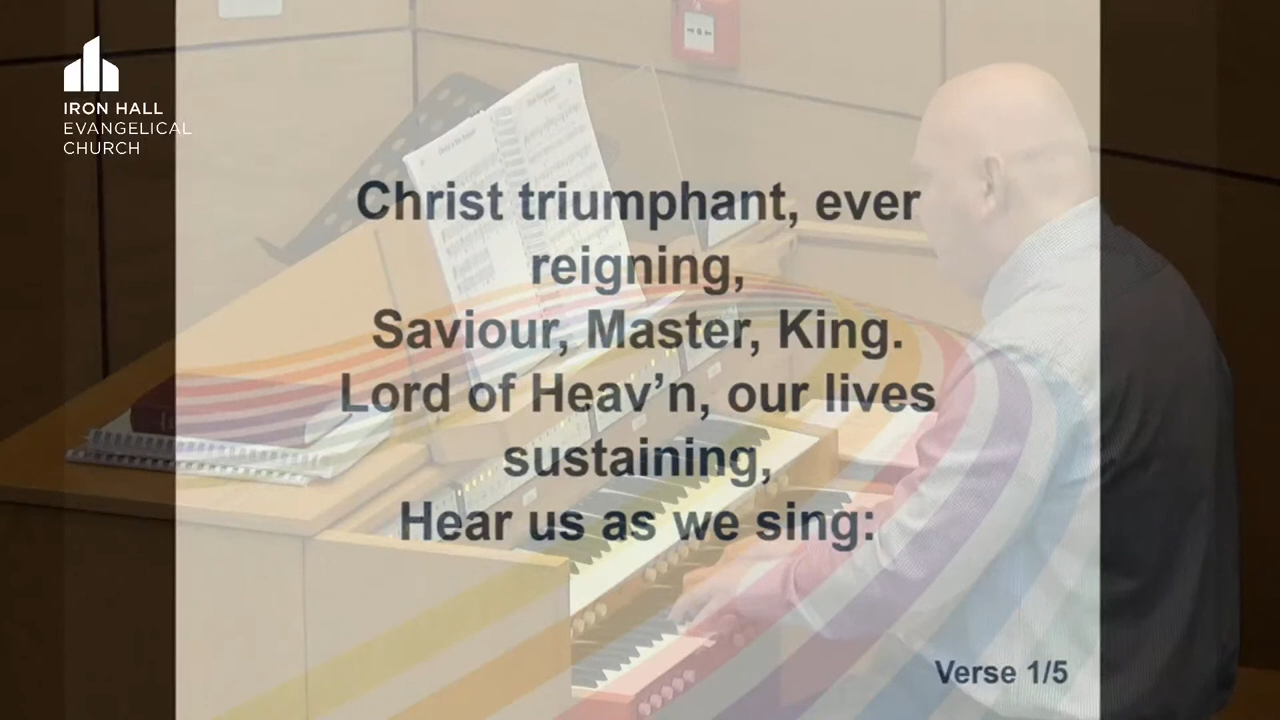 IRON HALL
EVANGELICAL
CHURCH
Christ triumphant, ever
reigning,
Saviour, Master, King.
Lord of Heav’n, our lives
sustaining,
Hear us as we sing:
Verse 1/5